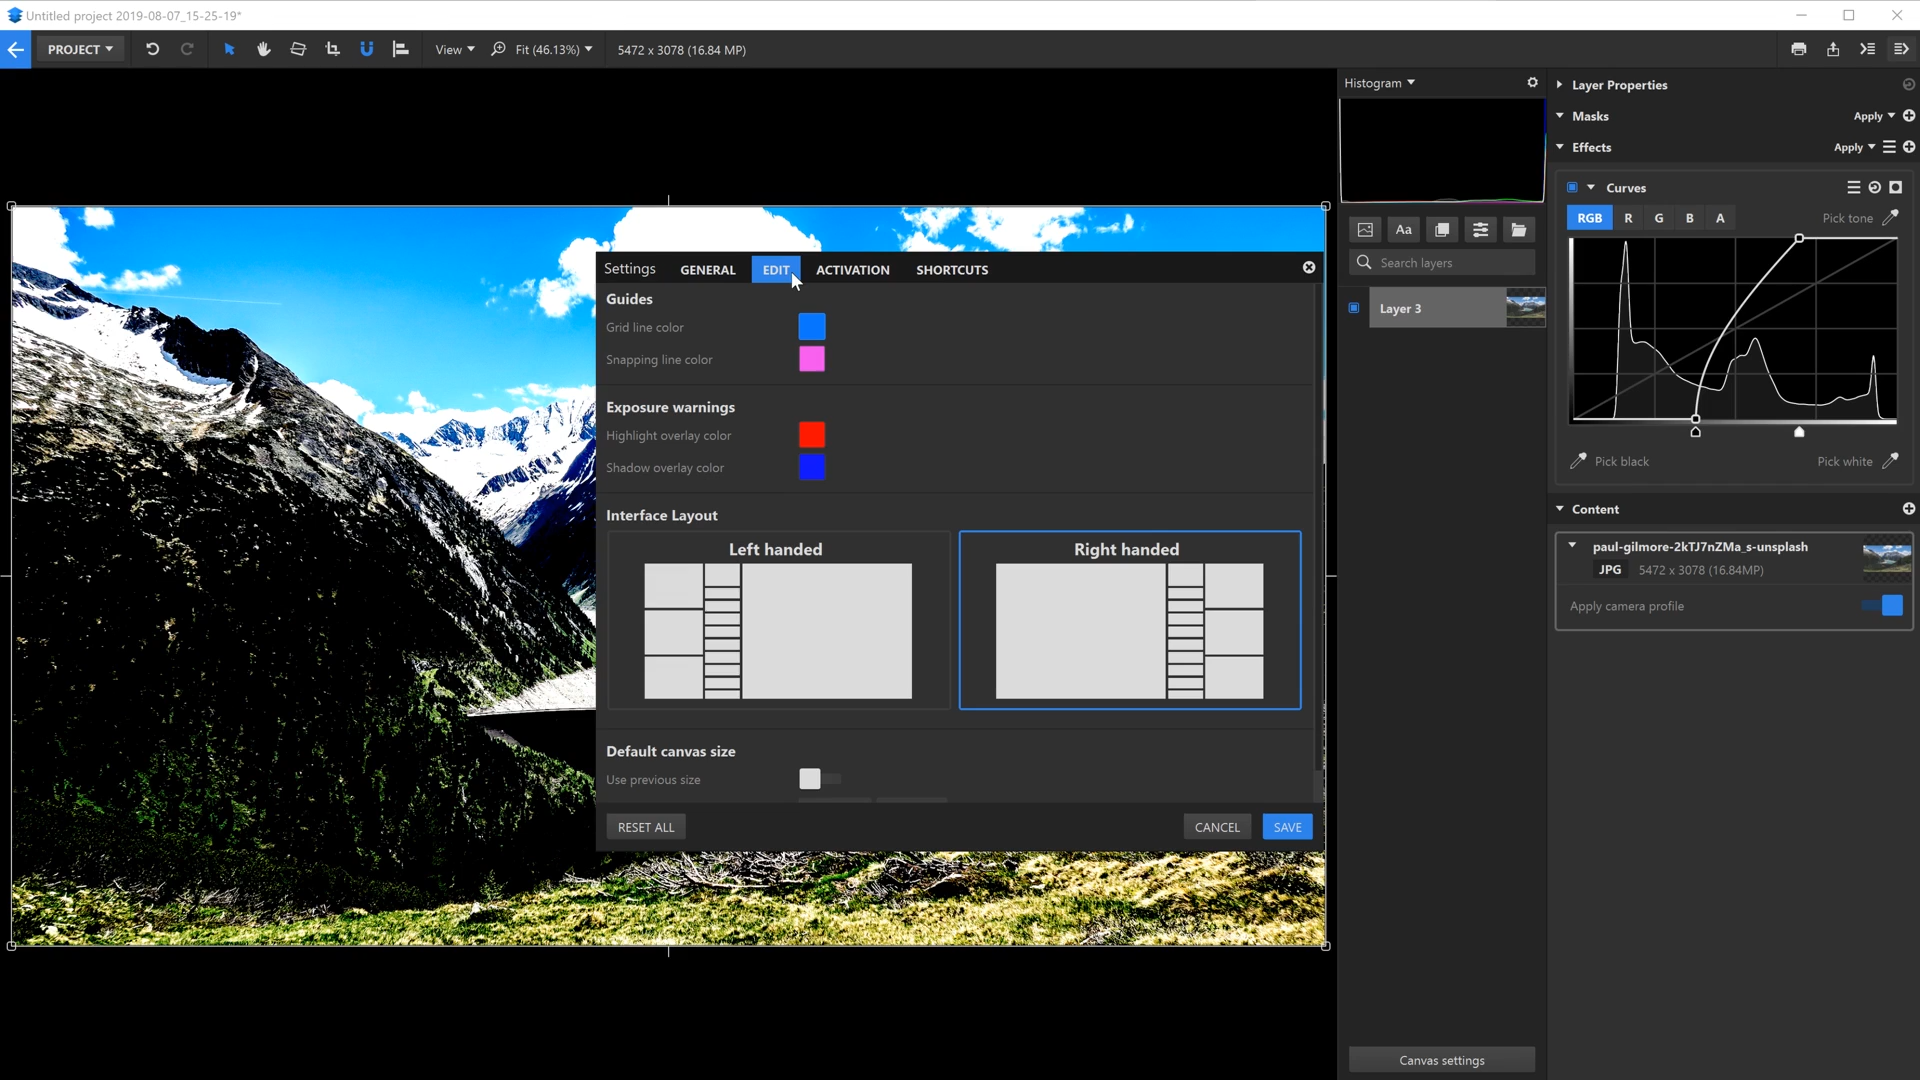 Untitled project 2019-08-07_15-25-19*
PROJECT
View
Fit (46.13%)
5472 x 3078 (16.84 MP)
Histogram
Aa
Search layers
Layer 3
Canvas settings
Layer Properties
Masks
Apply
Effects
Apply
Curves
RGB R G B A
Pick tone
Pick black
Pick white
Content
paul-gilmore-2kTJ7nZMa_s-unsplash
JPG 5472 x 3078 (16.84MP)
Apply camera profile
Settings GENERAL EDIT ACTIVATION SHORTCUTS
Guides
Grid line color
Snapping line color
Exposure warnings
Highlight overlay color
Shadow overlay color
Interface Layout
Left handed
Right handed
Default canvas size
Use previous size
RESET ALL
CANCEL
SAVE